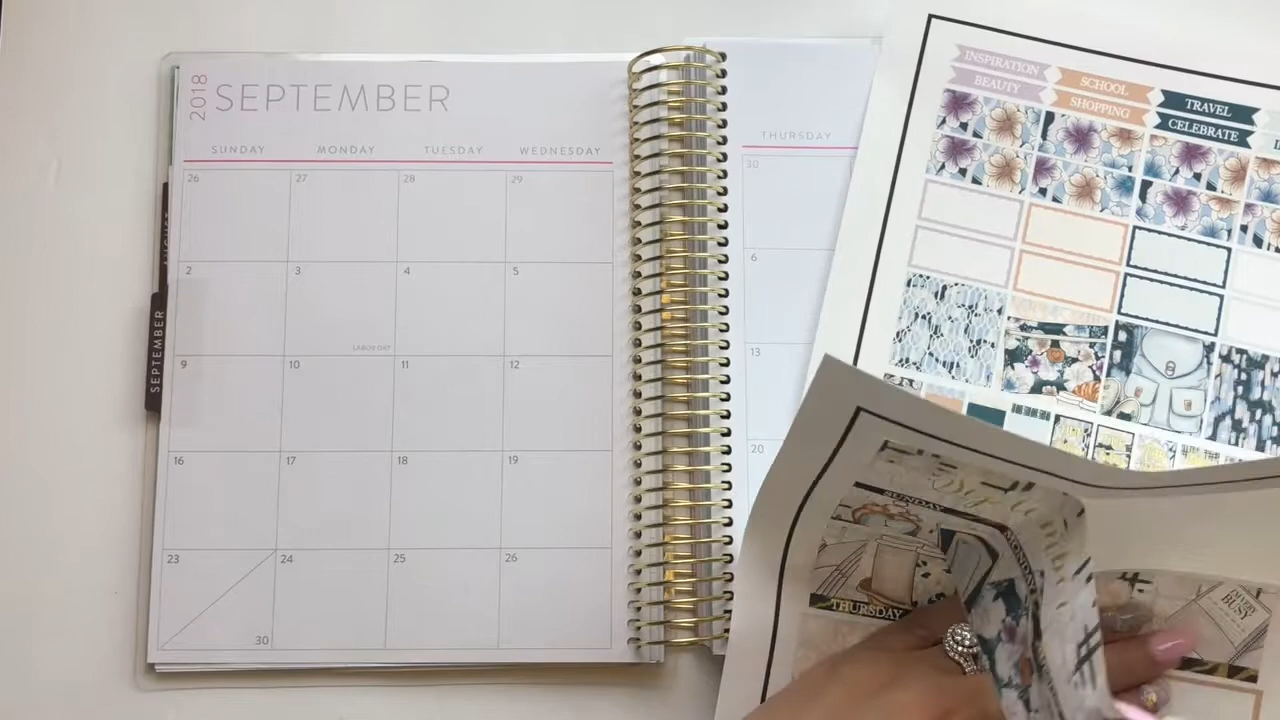 2018
SEPTEMBER
SUNDAY MONDAY TUESDAY WEDNESDAY
26 27 28 29
2 3 4 5
LABOR DAY
9 10 11 12
16 17 18 19
23 24 25 26
30
AUGUST
SEPTEMBER
THURSDAY
30
6
13
20
INSPIRATION SCHOOL TRAVEL
BEAUTY SHOPPING CELEBRATE
SUNDAY
MONDAY
THURSDAY
I'M VERY
BUSY